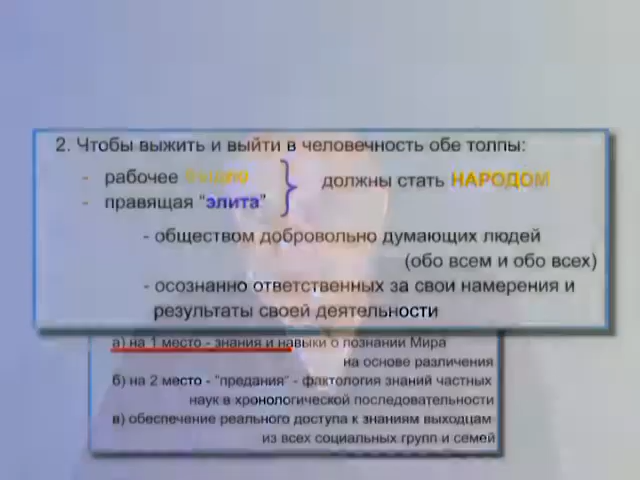 2. Чтобы выжить и выйти в человечность обе толпы:
- рабочее
- правящая "элита"
должны стать НАРОДОМ
- обществом добровольно думающих людей
(обо всем и обо всех)
- осознанно ответственных за свои намерения и
результаты своей деятельности
а) на 1 место - знания и навыки о познании Мира
на основе различения
б) на 2 место - "предания" - фактология знаний частных
наук в хронологической последовательности
в) обеспечение реального доступа к знаниям выходцам
из всех социальных групп и семей